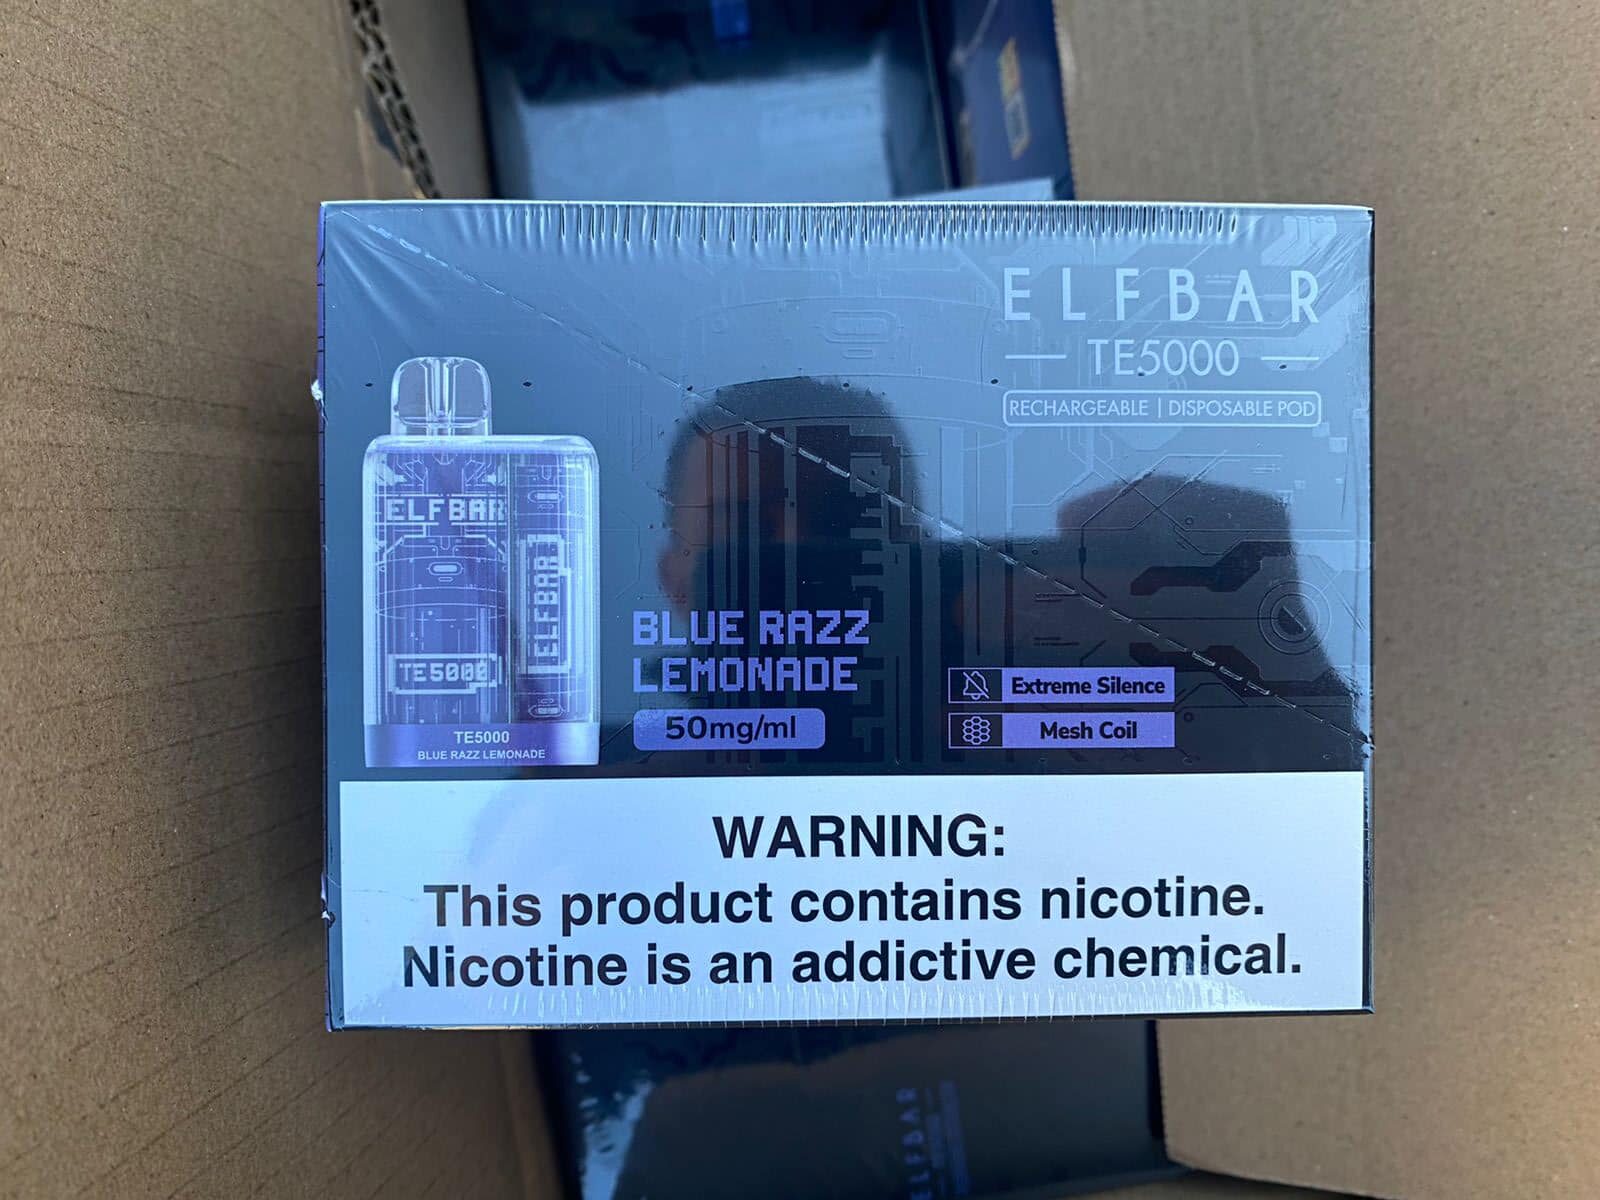 ELFBAR
TE5000
RECHARGEABLE | DISPOSABLE POD
ELFBAR
ELFBAR
TE5000
TE5000
BLUE RAZZ LEMONADE
BLUE RAZZ
LEMONADE
50mg/ml
Extreme Silence
Mesh Coil
WARNING:
This product contains nicotine.
Nicotine is an addictive chemical.
ELFBAR